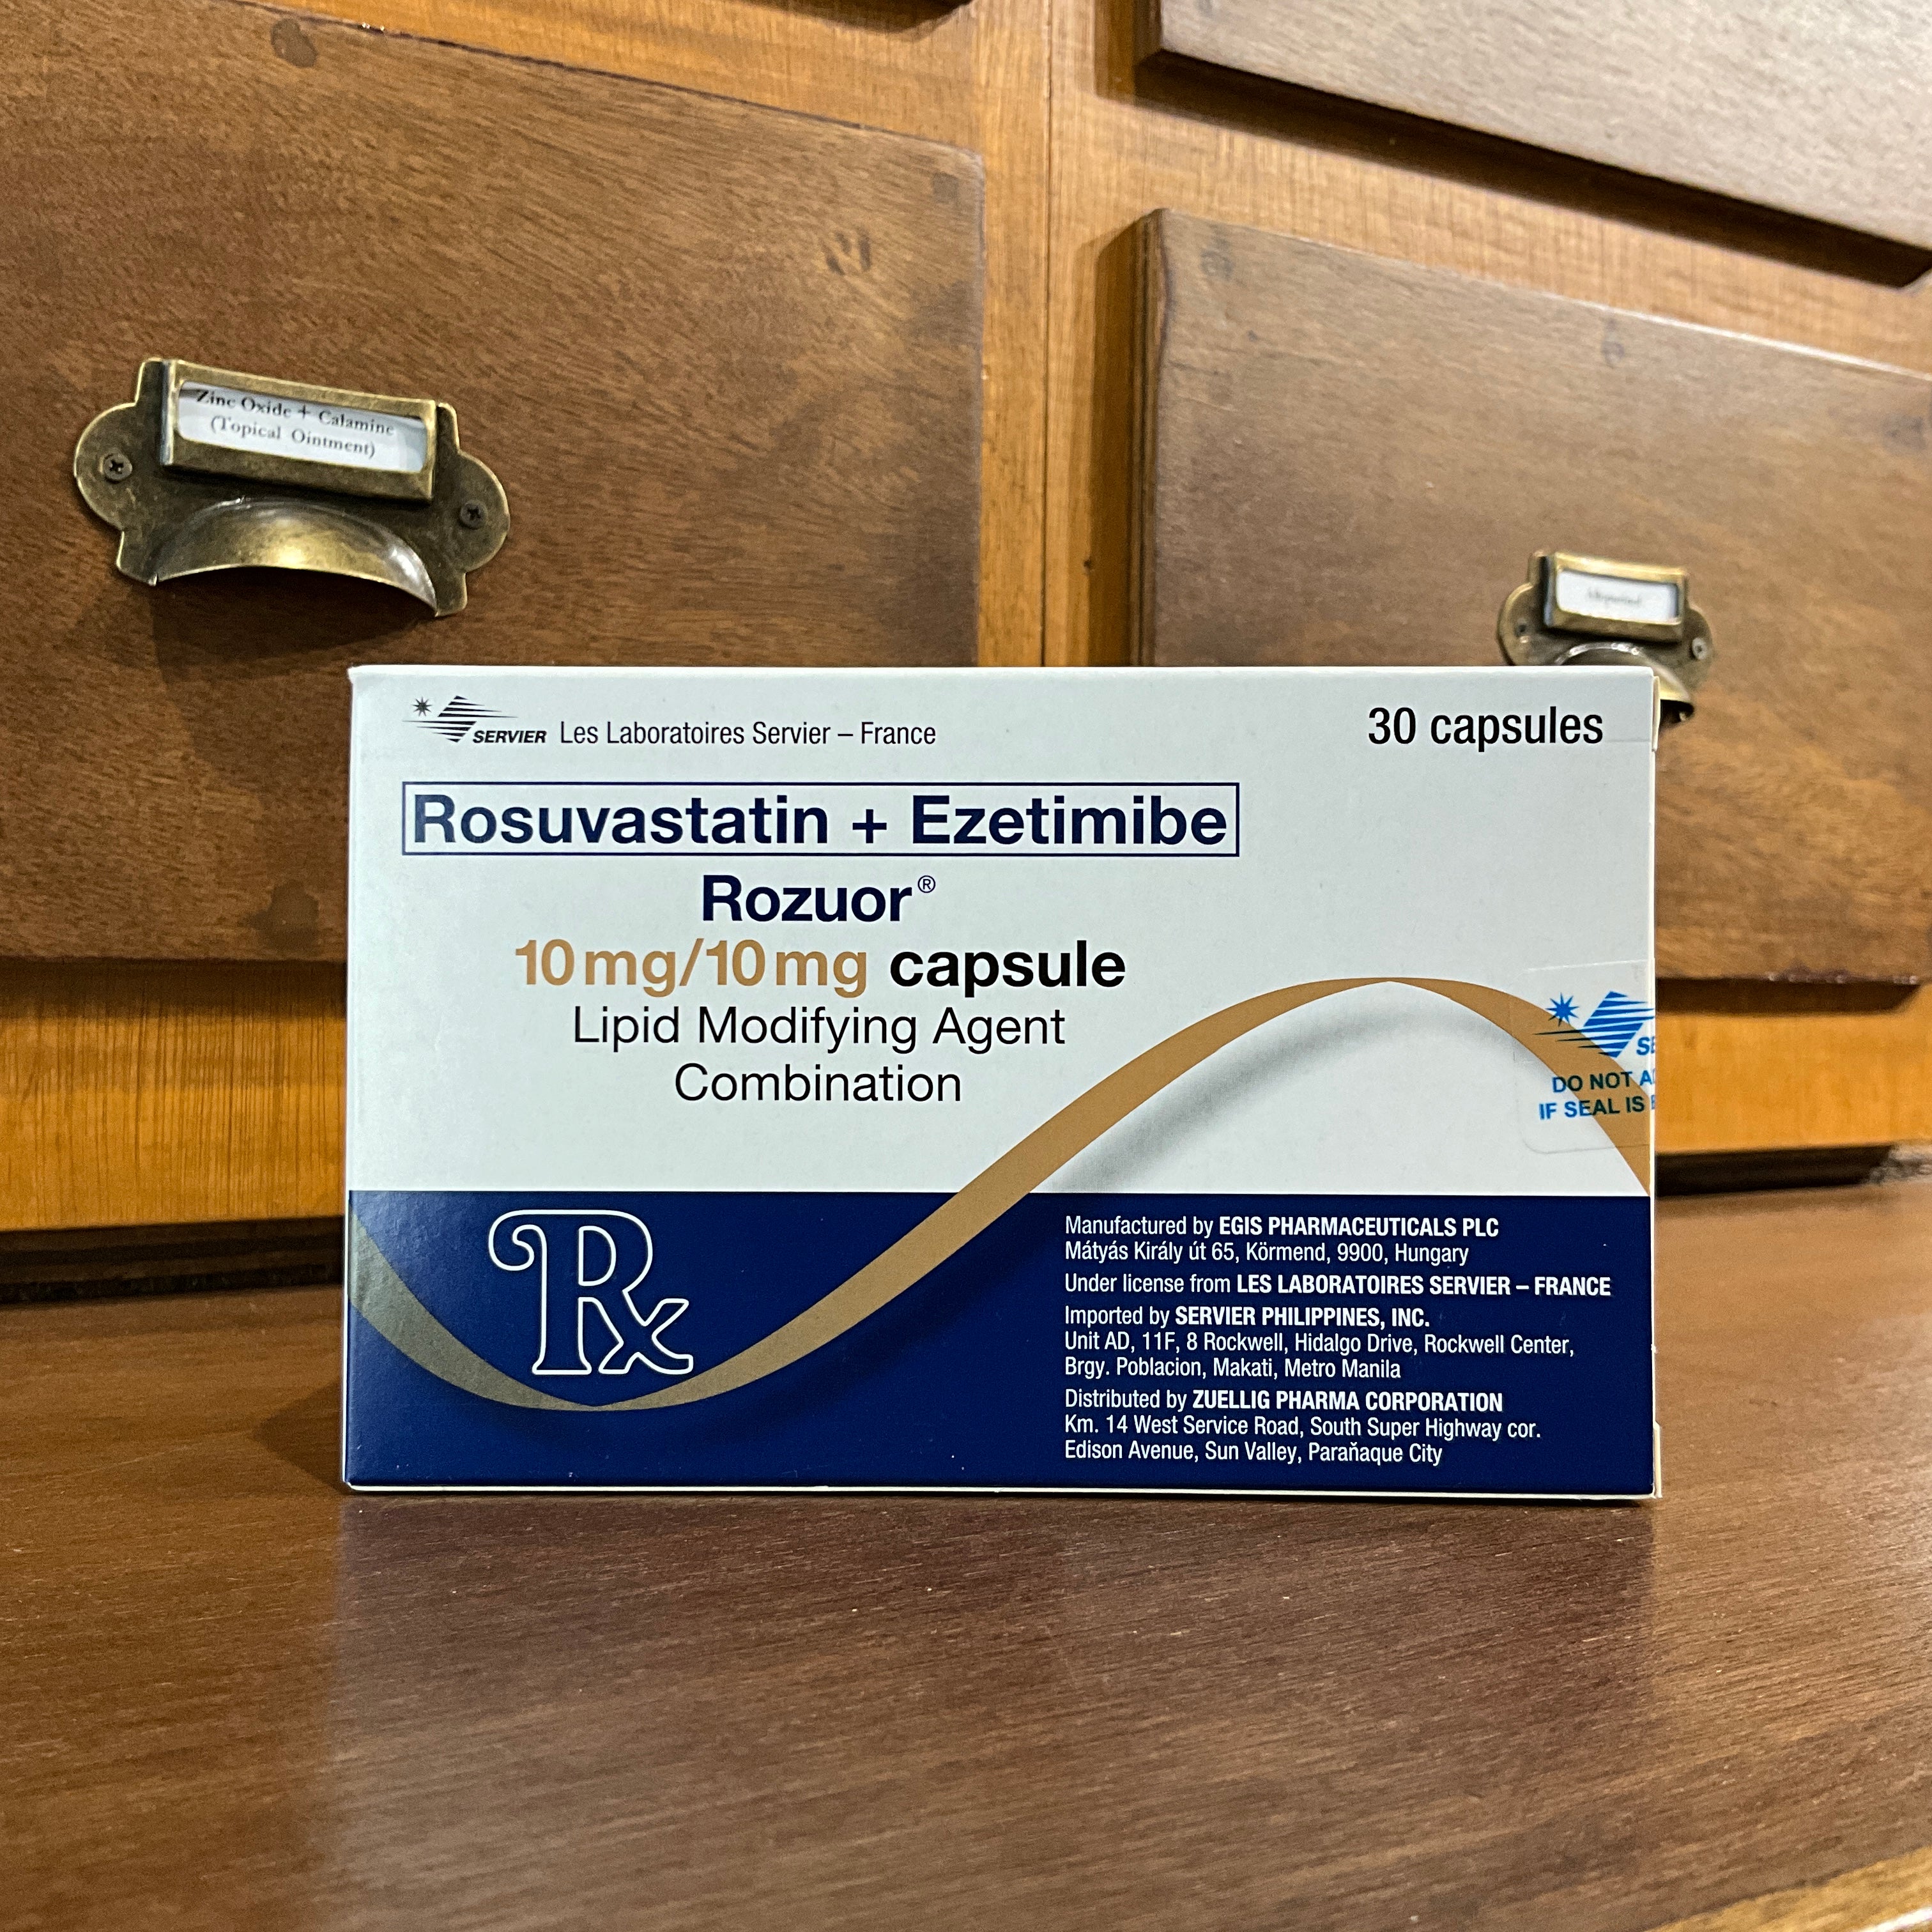 Zinc Oxide + Calamine
(Topical Ointment)
SERVIER Les Laboratoires Servier – France
30 capsules
Rosuvastatin + Ezetimibe
Rozuor®
10 mg/10 mg capsule
Lipid Modifying Agent
Combination
DO NOT
IF SEAL IS
Rx
Manufactured by EGIS PHARMACEUTICALS PLC
Mátyás Király út 65, Körmend, 9900, Hungary
Under license from LES LABORATOIRES SERVIER – FRANCE
Imported by SERVIER PHILIPPINES, INC.
Unit AD, 11F, 8 Rockwell, Hidalgo Drive, Rockwell Center,
Brgy. Poblacion, Makati, Metro Manila
Distributed by ZUELLIG PHARMA CORPORATION
Km. 14 West Service Road, South Super Highway cor.
Edison Avenue, Sun Valley, Paraňaque City